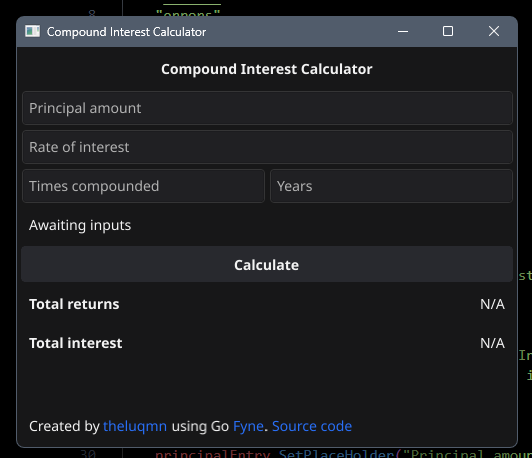 8 "errors"
Compound Interest Calculator
Compound Interest Calculator
Principal amount
Rate of interest
Times compounded Years
Awaiting inputs
Calculate
st
Total returns N/A
Total interest N/A
In
i
Created by theluqmn using Go Fyne. Source code
30 principalEntry.SetPlaceHolder("Principal amou